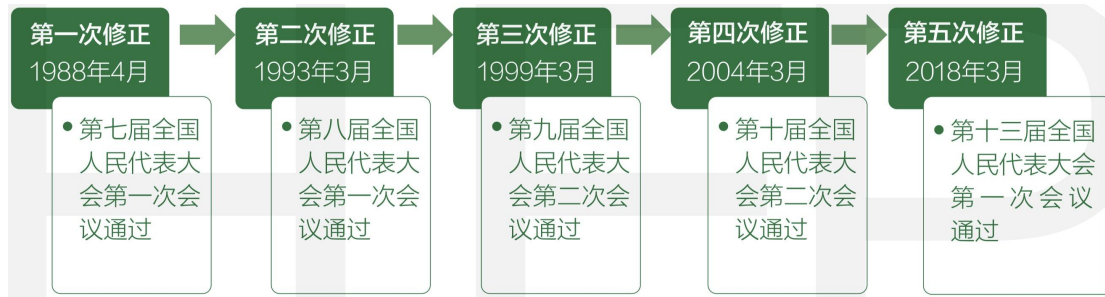 第一次修正
1988年4月
• 第七届全国
人民代表大
会第一次会
议通过
第二次修正
1993年3月
• 第八届全国
人民代表大
会第一次会
议通过
第三次修正
1999年3月
• 第九届全国
人民代表大
会第二次会
议通过
第四次修正
2004年3月
• 第十届全国
人民代表大
会第二次会
议通过
第五次修正
2018年3月
• 第十三届全国
人民代表大会
第一次会议
通过